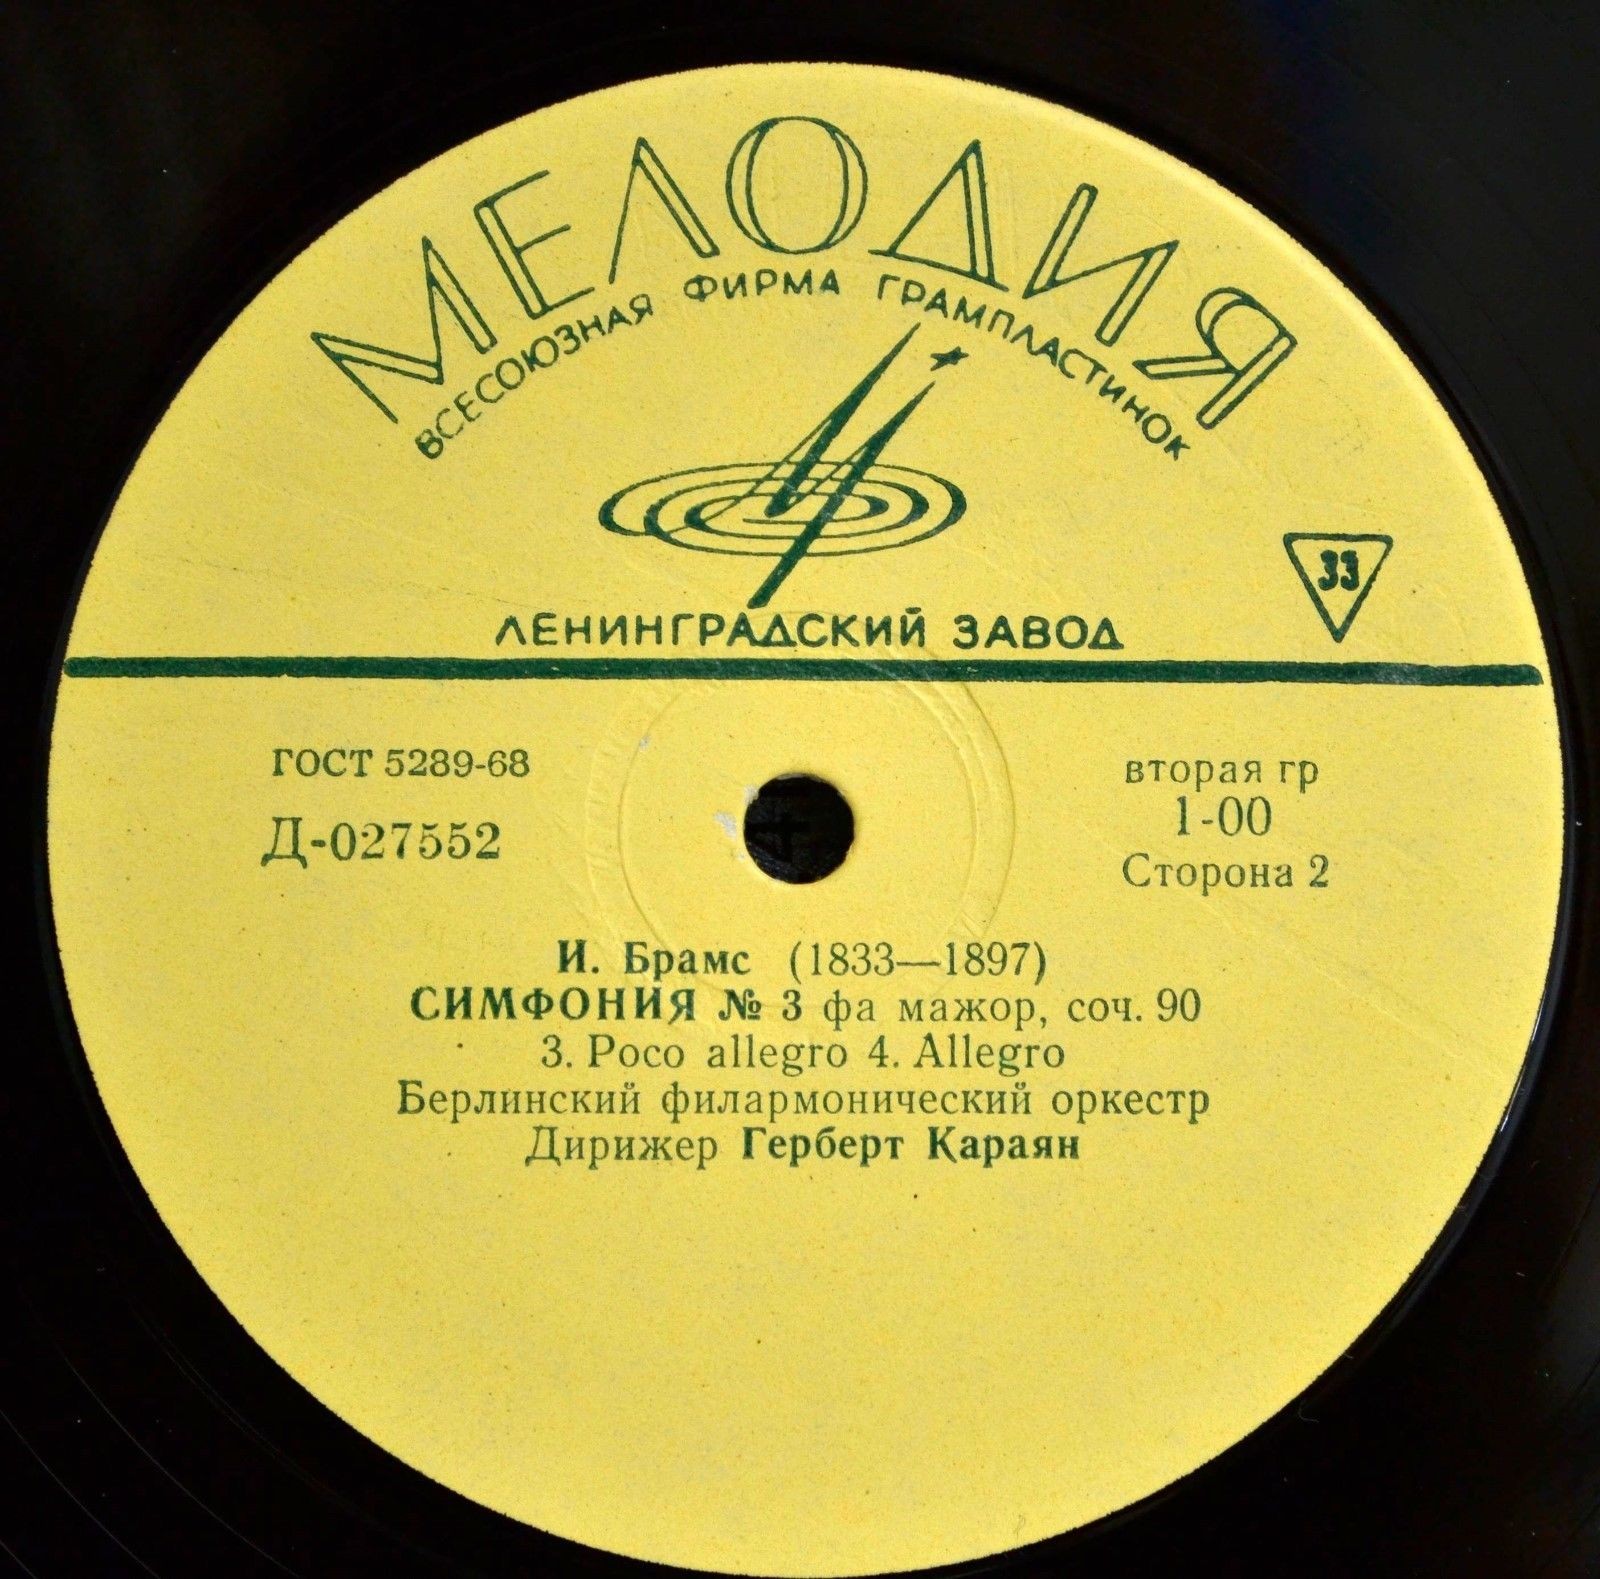 МЕЛОДИЯ
ВСЕСОЮЗНАЯ ФИРМА ГРАМПЛАСТИНОК
33
ЛЕНИНГРАДСКИЙ ЗАВОД
ГОСТ 5289-68
вторая гр
Д-027552
1-00
Сторона 2
И. Брамс (1833—1897)
СИМФОНИЯ № 3 фа мажор, соч. 90
3. Poco allegro 4. Allegro
Берлинский филармонический оркестр
Дирижер Герберт Караян